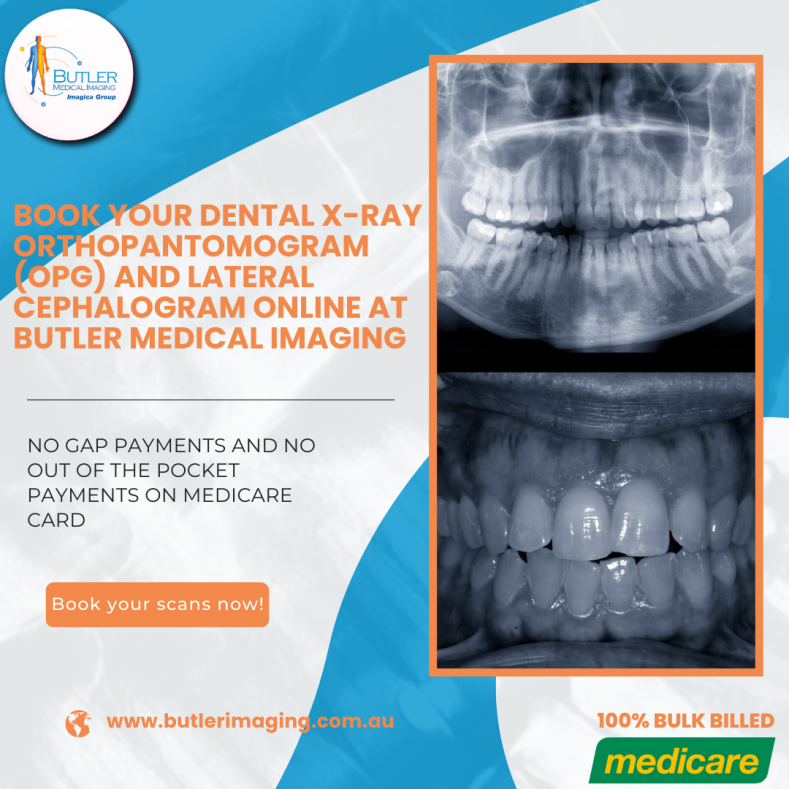 BUTLER
MEDICAL IMAGING
Imagica Group
BOOK YOUR DENTAL X-RAY
ORTHOPANTOMOGRAM
(OPG) AND LATERAL
CEPHALOGRAM ONLINE AT
BUTLER MEDICAL IMAGING
NO GAP PAYMENTS AND NO
OUT OF THE POCKET
PAYMENTS ON MEDICARE
CARD
Book your scans now!
www.butlerimaging.com.au
100% BULK BILLED
medicare